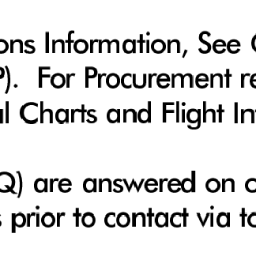 ons Information, See
P). For Procurement re
al Charts and Flight In
Q) are answered on o
s prior to contact via to